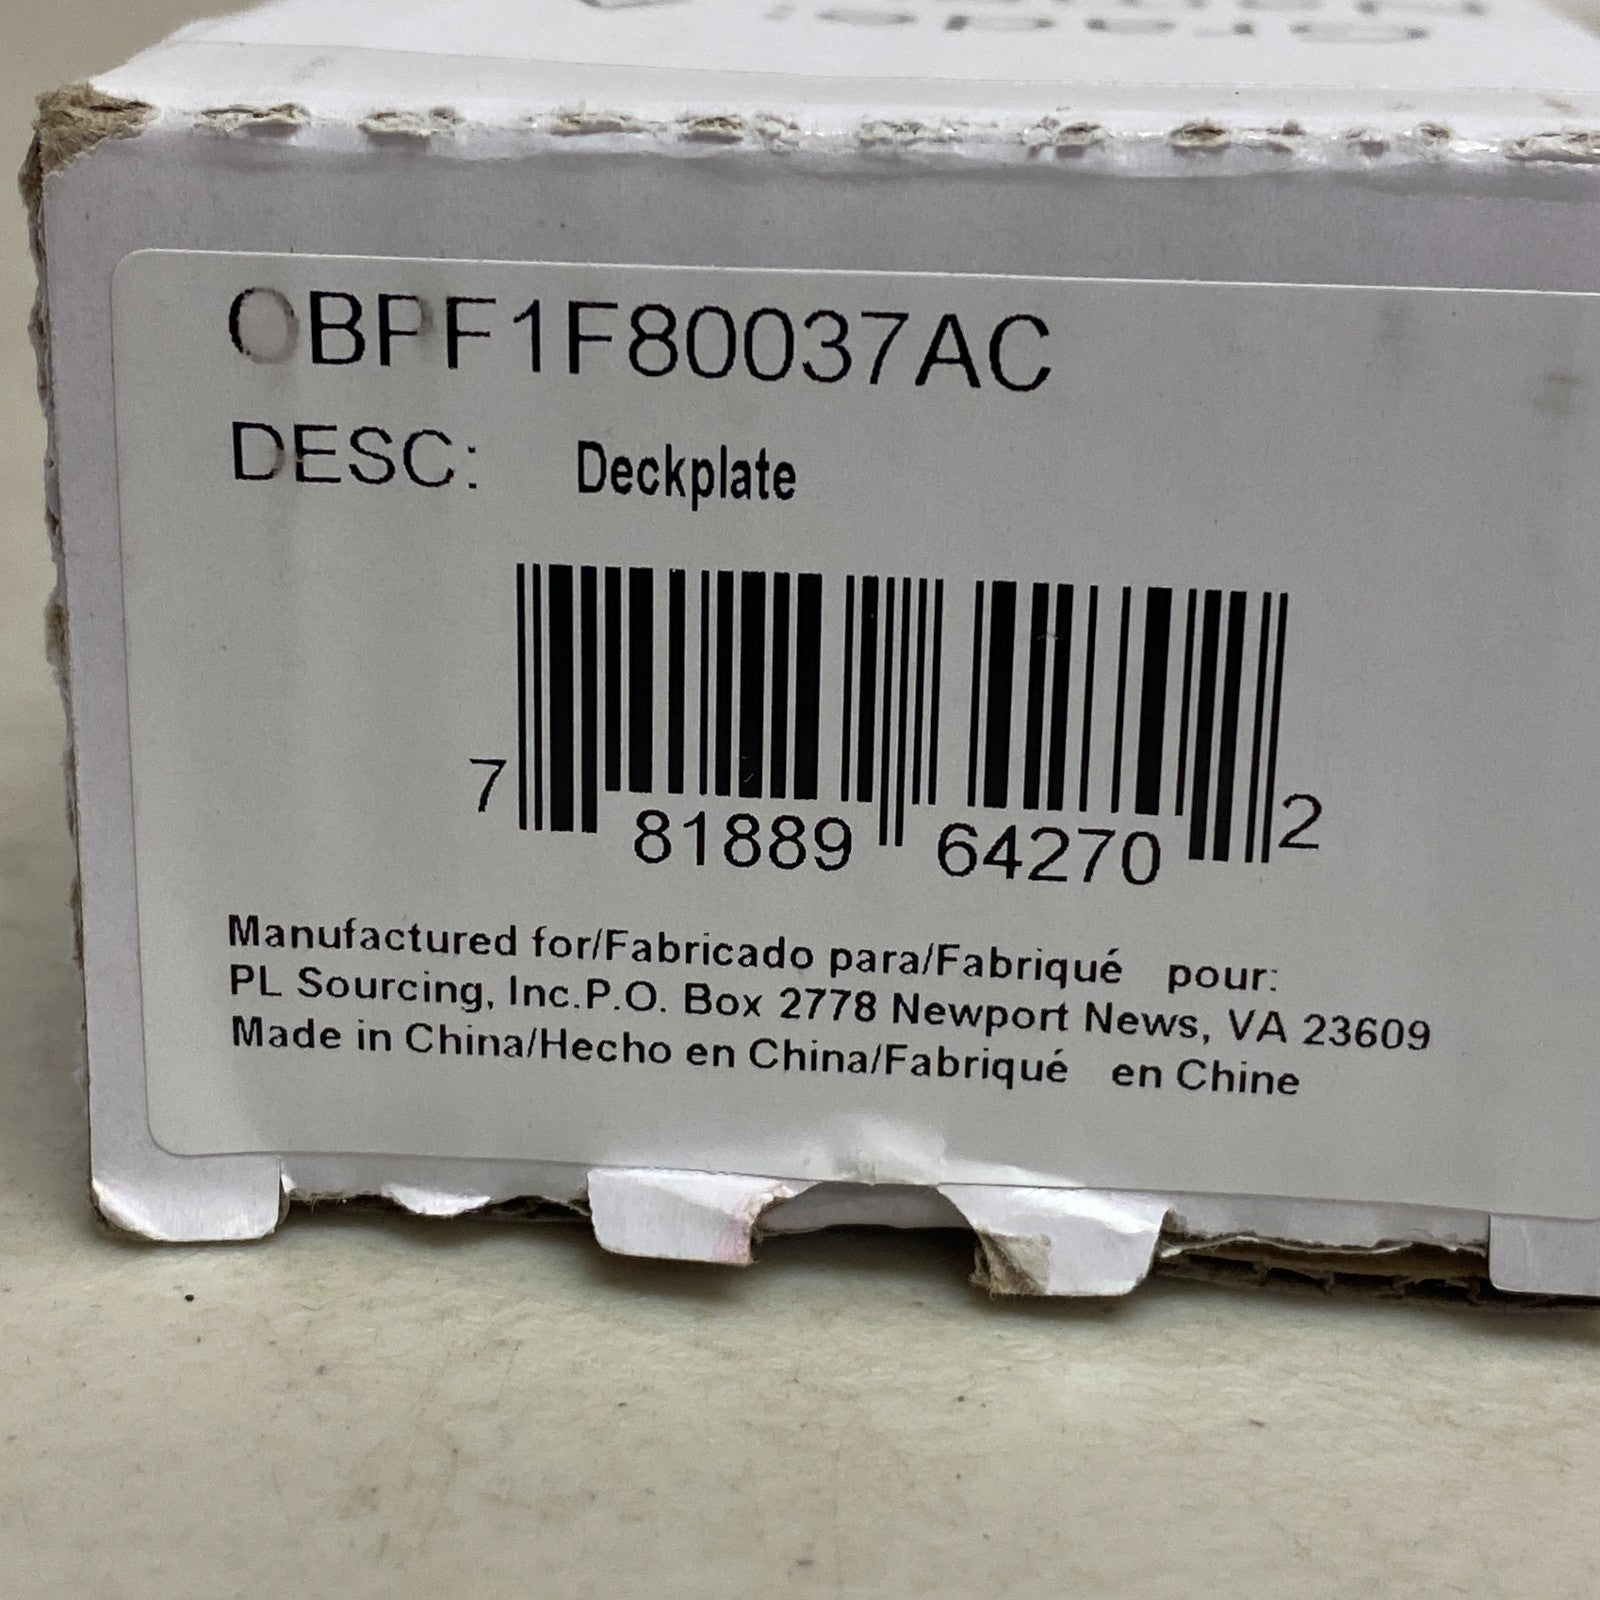 OBPF1F80037AC
DESC: Deckplate
7 81889 64270 2
Manufactured for/Fabricado para/Fabriqué pour:
PL Sourcing, Inc.P.O. Box 2778 Newport News, VA 23609
Made in China/Hecho en China/Fabriqué en Chine